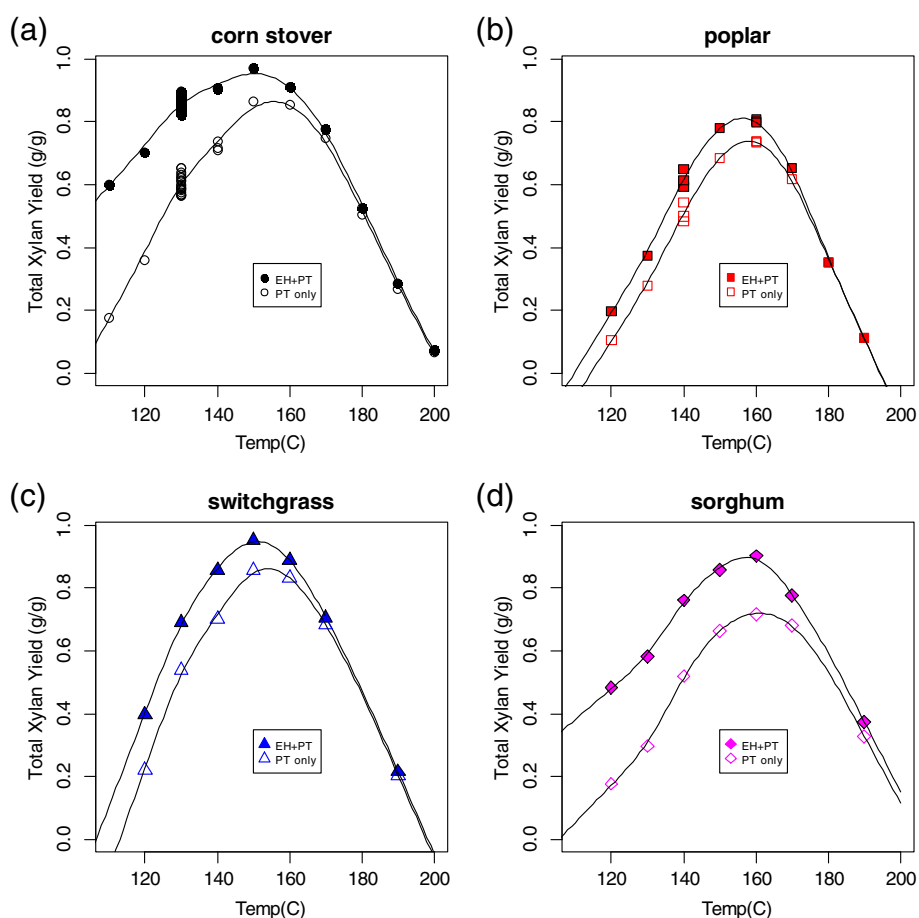 (a)
corn stover
Total Xylan Yield (g/g)
0.0 0.2 0.4 0.6 0.8 1.0
EH+PT
PT only
120 140 160 180 200
Temp(C)
(b)
poplar
Total Xylan Yield (g/g)
0.0 0.2 0.4 0.6 0.8 1.0
EH+PT
PT only
120 140 160 180 200
Temp(C)
(c)
switchgrass
Total Xylan Yield (g/g)
0.0 0.2 0.4 0.6 0.8 1.0
EH+PT
PT only
120 140 160 180 200
Temp(C)
(d)
sorghum
Total Xylan Yield (g/g)
0.0 0.2 0.4 0.6 0.8 1.0
EH+PT
PT only
120 140 160 180 200
Temp(C)